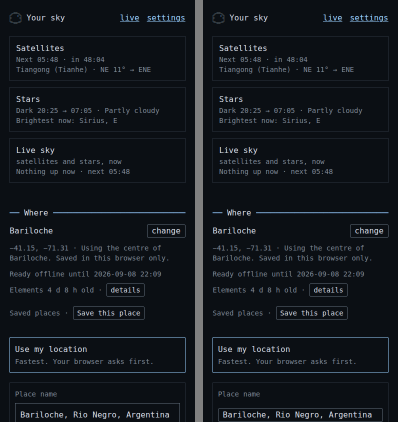 Your sky live settings
Satellites
Next 05:48 · in 48:04
Tiangong (Tianhe) · NE 11° → ENE
Stars
Dark 20:25 → 07:05 · Partly cloudy
Brightest now: Sirius, E
Live sky
satellites and stars, now
Nothing up now · next 05:48
Where
Bariloche change
−41.15, −71.31 · Using the centre of
Bariloche. Saved in this browser only.
Ready offline until 2026-09-08 22:09
Elements 4 d 8 h old · details
Saved places · Save this place
Use my location
Fastest. Your browser asks first.
Place name
Bariloche, Río Negro, Argentina
Your sky live settings
Satellites
Next 05:48 · in 48:04
Tiangong (Tianhe) · NE 11° → ENE
Stars
Dark 20:25 → 07:05 · Partly cloudy
Brightest now: Sirius, E
Live sky
satellites and stars, now
Nothing up now · next 05:48
Where
Bariloche change
−41.15, −71.31 · Using the centre of
Bariloche. Saved in this browser only.
Ready offline until 2026-09-08 22:09
Elements 4 d 8 h old · details
Saved places · Save this place
Use my location
Fastest. Your browser asks first.
Place name
Bariloche, Río Negro, Argentina